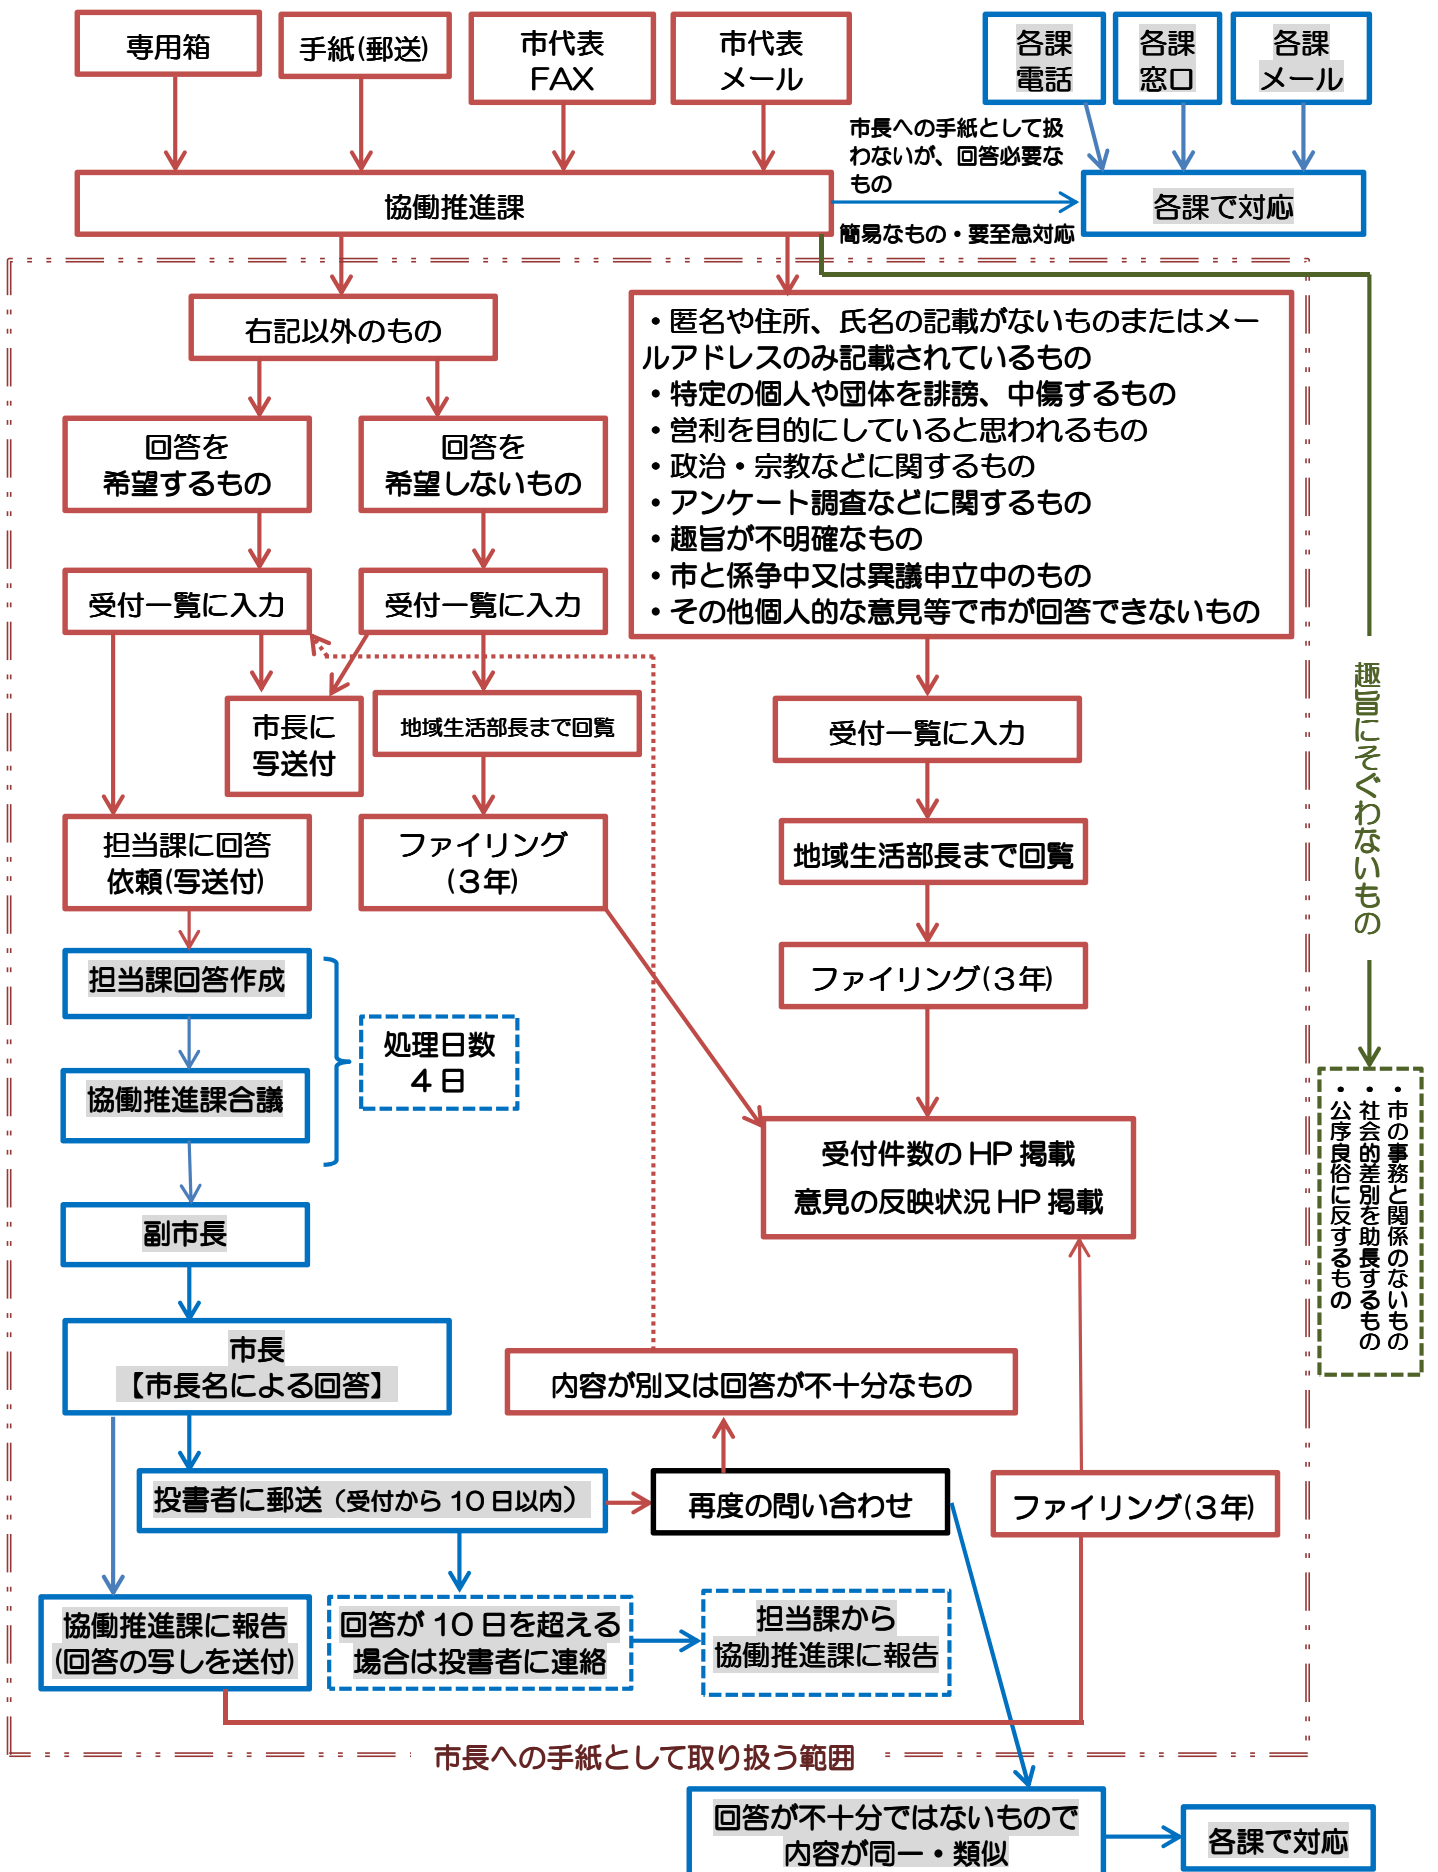 専用箱
手紙(郵送)
市代表
FAX
市代表
メール
各課
電話
各課
窓口
各課
メール
市長への手紙として扱
わないが、回答必要な
もの
協働推進課
各課で対応
簡易なもの・要至急対応
右記以外のもの
・匿名や住所、氏名の記載がないものまたはメー
ルアドレスのみ記載されているもの
・特定の個人や団体を誹謗、中傷するもの
・営利を目的にしていると思われるもの
・政治・宗教などに関するもの
・アンケート調査などに関するもの
・趣旨が不明確なもの
・市と係争中又は異議申立中のもの
・その他個人的な意見等で市が回答できないもの
回答を
希望するもの
回答を
希望しないもの
受付一覧に入力
受付一覧に入力
趣旨にそぐわないもの
市長に
写送付
地域生活部長まで回覧
受付一覧に入力
担当課に回答
依頼(写送付)
ファイリング
(3年)
地域生活部長まで回覧
担当課回答作成
ファイリング(3年)
処理日数
4日
協働推進課合議
・市の事務と関係のないもの
・社会的差別を助長するもの
・公序良俗に反するもの
受付件数のHP掲載
意見の反映状況HP掲載
副市長
市長
【市長名による回答】
内容が別又は回答が不十分なもの
投書者に郵送（受付から10日以内）
再度の問い合わせ
ファイリング(3年)
協働推進課に報告
(回答の写しを送付)
回答が10日を超える
場合は投書者に連絡
担当課から
協働推進課に報告
市長への手紙として取り扱う範囲
回答が不十分ではないもので
内容が同一・類似
各課で対応